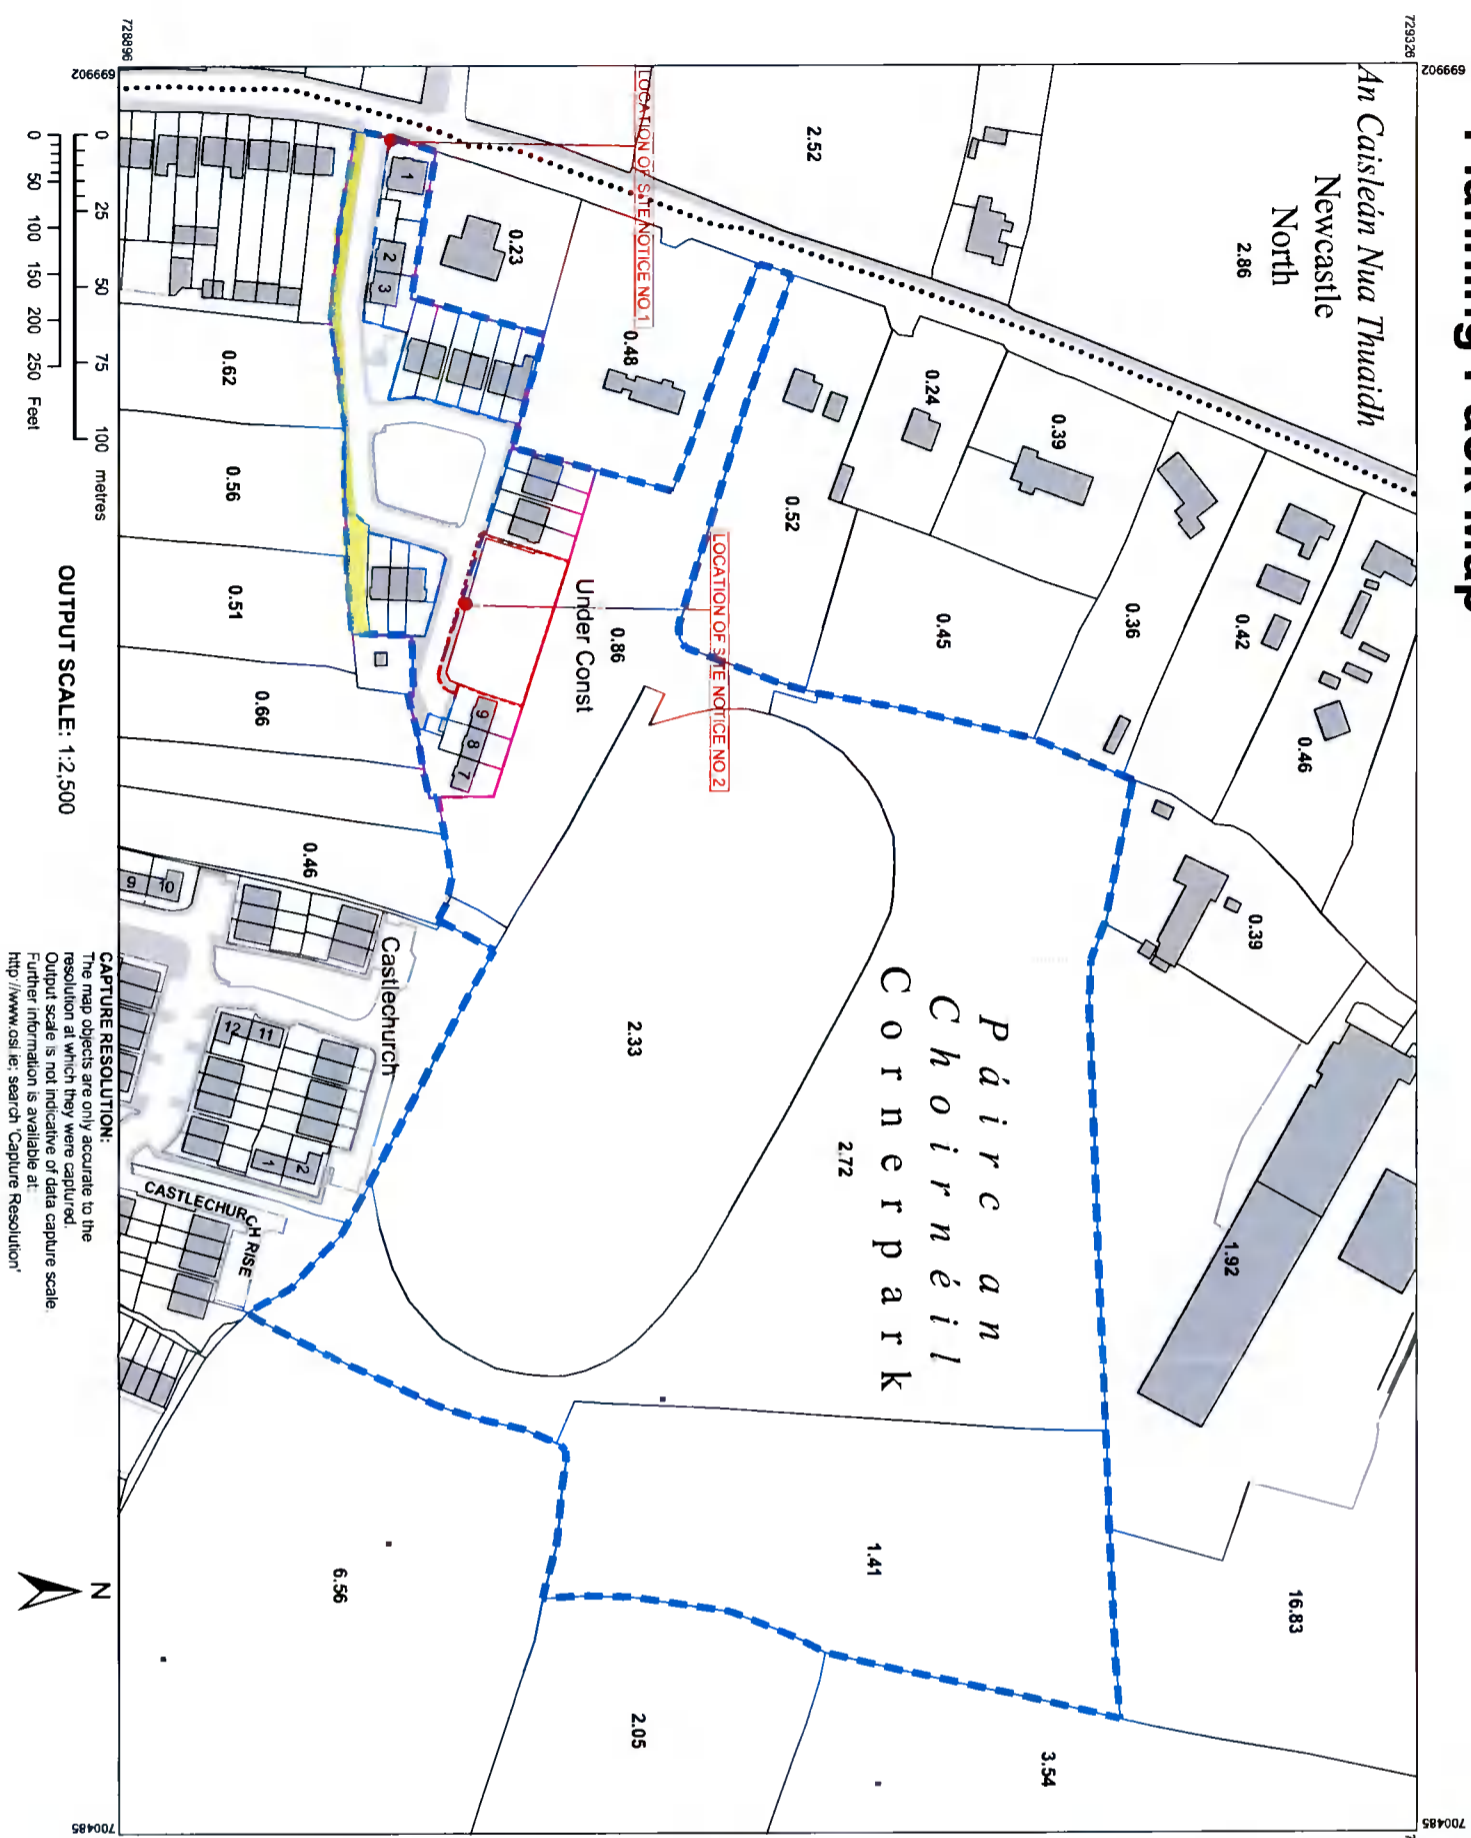 Planning Pack Map
729326
699902
699902
728896
An Caisleán Nua Thuaidh
Newcastle
North
2.86
2.52
LOCATION OF SITE NOTICE NO.1
0.23
0.48
0.24
0.39
0.52
0.45
0.36
0.42
0.46
0.39
1
2
3
0.62
0.56
0.51
0.66
0.46
LOCATION OF SITE NOTICE NO.2
Under Const
0.86
9
8
7
2.33
Páirc an
Choirnéil
Cornerpark
2.72
1.92
16.83
1.41
6.56
2.05
3.54
Castlechurch
9
10
12
11
1
2
CASTLECHURCH RISE
0 25 50 75 100 metres
0 50 100 150 200 250 Feet
OUTPUT SCALE: 1:2,500
CAPTURE RESOLUTION:
The map objects are only accurate to the
resolution at which they were captured.
Output scale is not indicative of data capture scale.
Further information is available at:
http://www.osi.ie; search 'Capture Resolution'
N
700485
700485